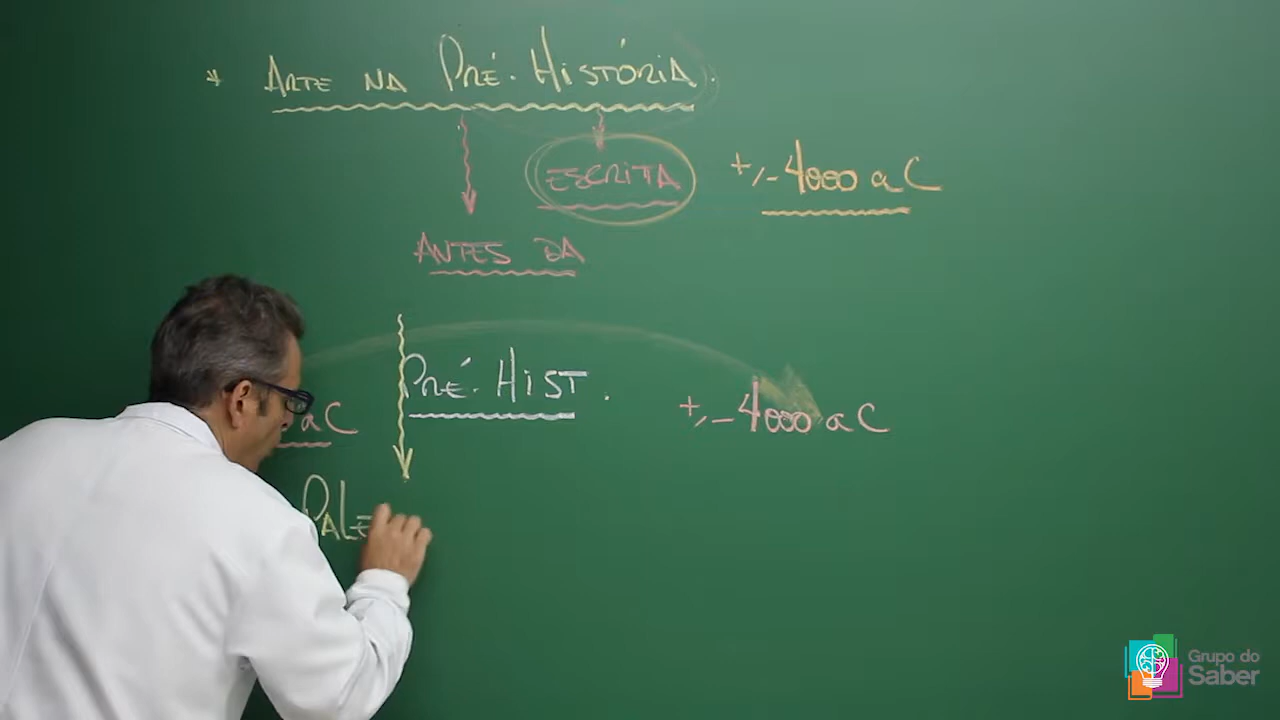 * ARTE NA PRÉ-HISTÓRIA.
ESCRITA +/- 4000 a C
ANTES DA
PRÉ-HIST.
a C +/- 4000 a C
PALE
Grupo do
Saber